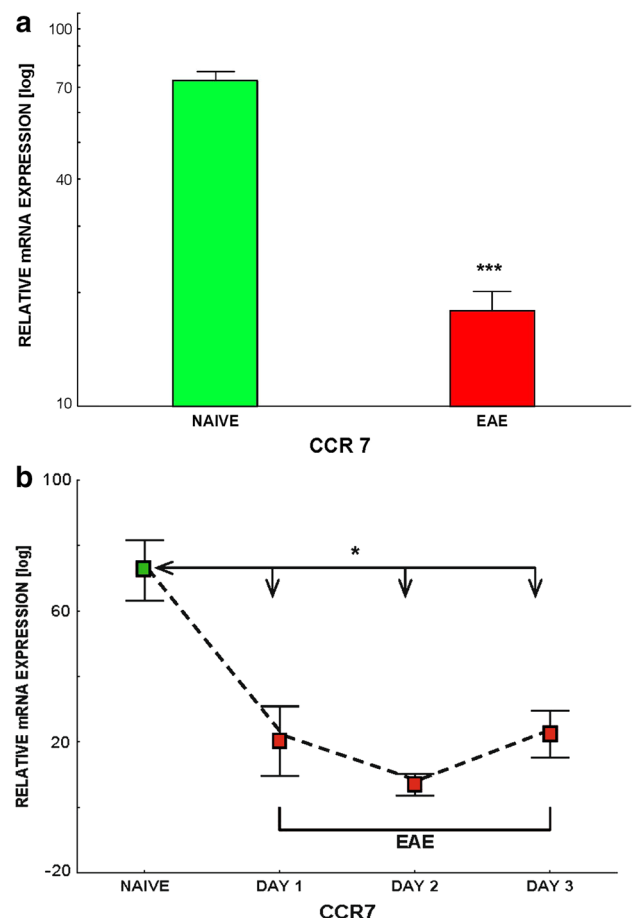 a
RELATIVE mRNA EXPRESSION [log]
100
70
40
10
***
NAIVE
EAE
CCR 7
b
RELATIVE mRNA EXPRESSION [log]
100
60
20
-20
*
EAE
NAIVE
DAY 1
DAY 2
DAY 3
CCR7